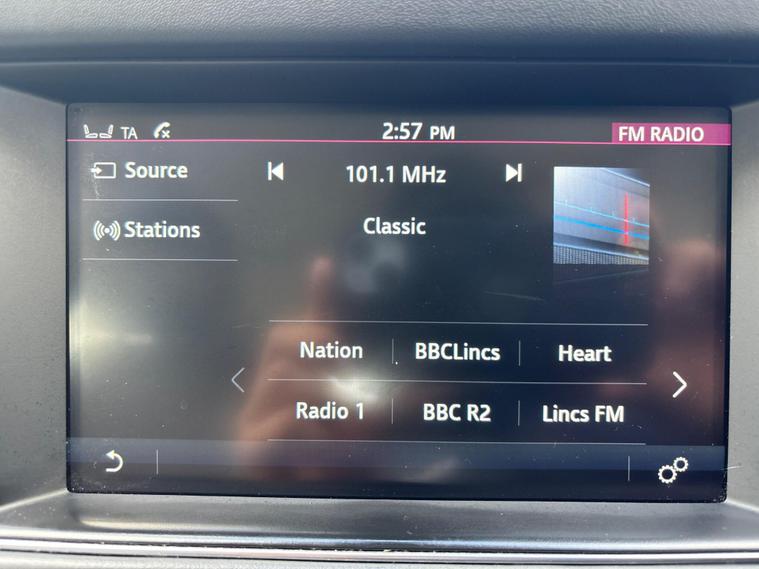 TA 2:57 PM FM RADIO
Source 101.1 MHz
Stations Classic
Nation BBCLincs Heart
Radio 1 BBC R2 Lincs FM